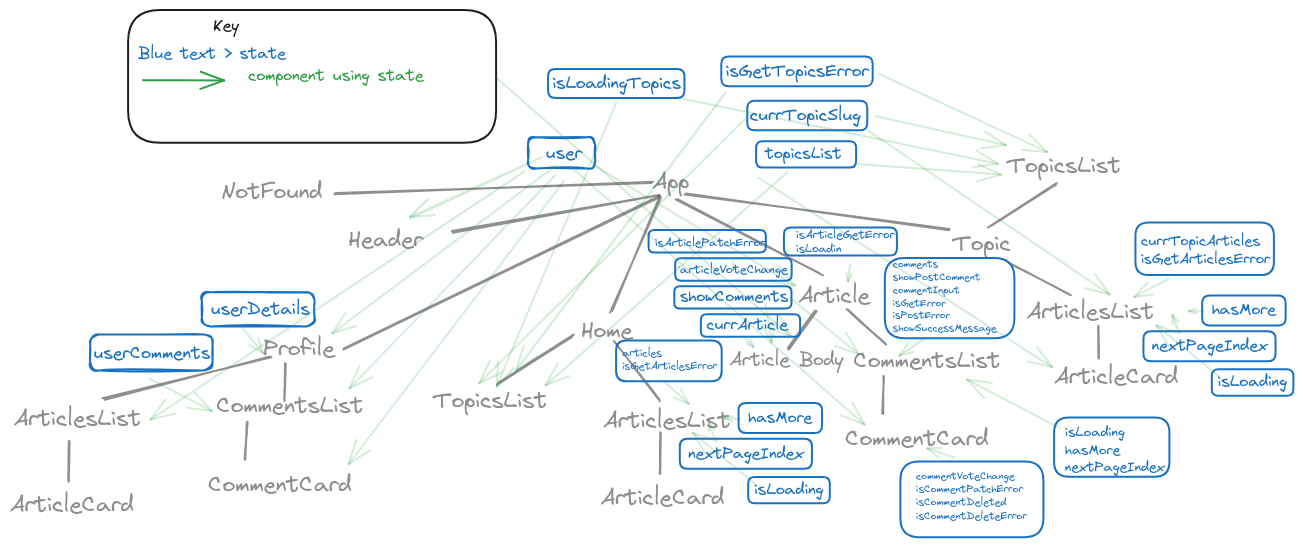 Key
Blue text > state
component using state
isLoadingTopics
isGetTopicsError
currTopicSlug
topicsList
user
App
NotFound
Header
TopicsList
Topic
isArticlePatchError
isArticleGetError
isLoadin
articleVoteChange
showComments
currArticle
Article
comments
showPostComment
commentInput
isGetError
isPostError
showSuccessMessage
currTopicArticles
isGetArticlesError
ArticlesList
hasMore
nextPageIndex
isLoading
ArticleCard
userDetails
userComments
Profile
Home
articles
isGetArticlesError
Article Body
CommentsList
ArticlesList
CommentsList
TopicsList
ArticlesList
hasMore
nextPageIndex
isLoading
CommentCard
isLoading
hasMore
nextPageIndex
commentVoteChange
isCommentPatchError
isCommentDeleted
isCommentDeleteError
ArticleCard
CommentCard
ArticleCard